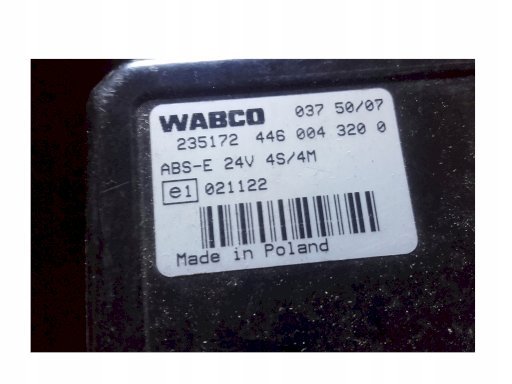 WABCO 037 50/07
235172 446 004 320 0
ABS-E 24V 4S/4M
e1 021122
Made in Poland